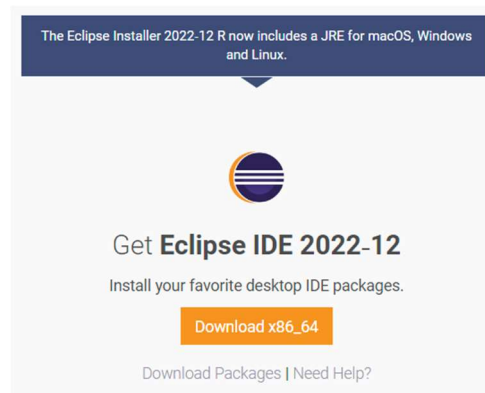 The Eclipse Installer 2022-12 R now includes a JRE for macOS, Windows
and Linux.
Get Eclipse IDE 2022-12
Install your favorite desktop IDE packages.
Download x86_64
Download Packages | Need Help?